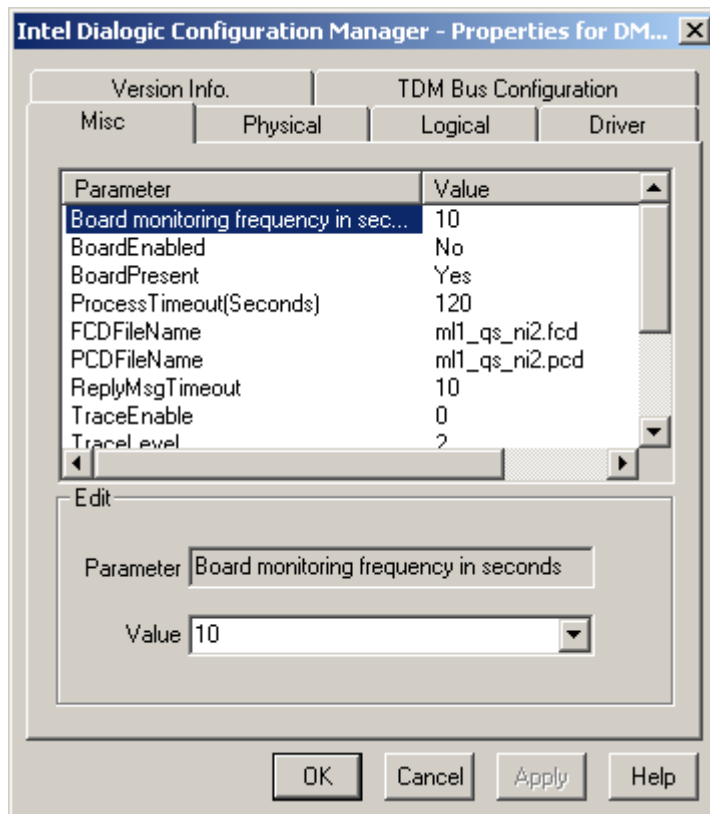 Intel Dialogic Configuration Manager - Properties for DM...
Version Info. TDM Bus Configuration
Misc Physical Logical Driver
Parameter Value
Board monitoring frequency in sec... 10
BoardEnabled No
BoardPresent Yes
ProcessTimeout(Seconds) 120
FCDFileName ml1_qs_ni2.fcd
PCDFileName ml1_qs_ni2.pcd
ReplyMsgTimeout 10
TraceEnable 0
TraceLevel 2
Edit
Parameter Board monitoring frequency in seconds
Value 10
OK Cancel Apply Help